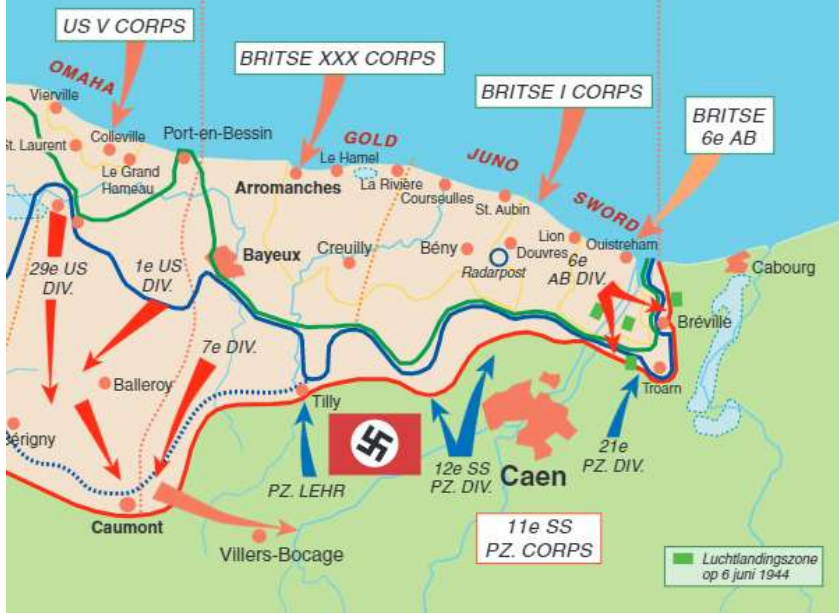 US V CORPS
BRITSE XXX CORPS
BRITSE I CORPS
BRITSE
6e AB
OMAHA
GOLD
JUNO
SWORD
Vierville
St. Laurent
Colleville
Le Grand
Hameau
Port-en-Bessin
Arromanches
Le Hamel
La Rivière
Courseulles
St. Aubin
Lion
Douvres
Ouistreham
Cabourg
Bayeux
Creuilly
Bény
Radarpost
6e
AB DIV.
Bréville
Troarn
29e US
DIV.
1e US
DIV.
7e DIV.
Balleroy
Tilly
érigny
PZ. LEHR
12e SS
PZ. DIV.
Caen
21e
PZ. DIV.
Caumont
Villers-Bocage
11e SS
PZ. CORPS
Luchtlandingszone
op 6 juni 1944